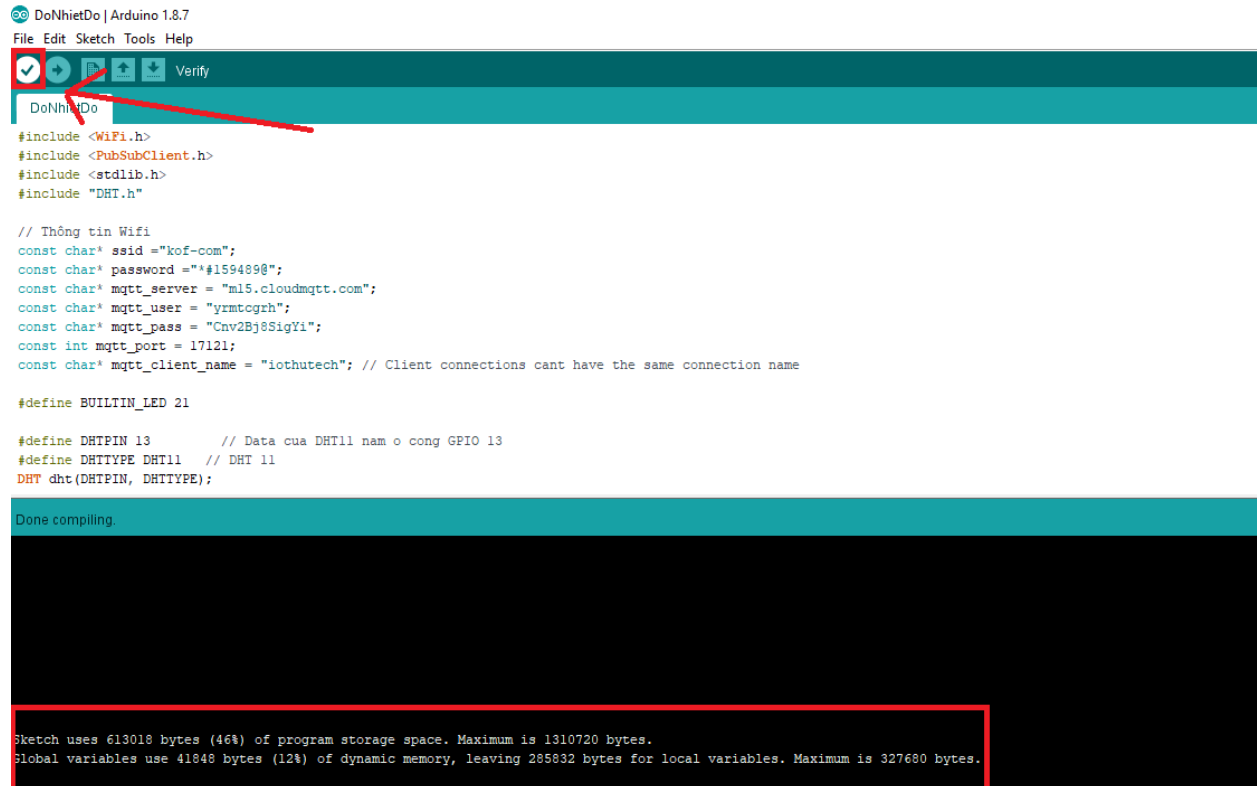 DoNhietDo | Arduino 1.8.7
File Edit Sketch Tools Help
Verify
DoNhietDo
#include <WiFi.h>
#include <PubSubClient.h>
#include <stdlib.h>
#include "DHT.h"
// Thông tin Wifi
const char* ssid ="kof-com";
const char* password ="*#159489@";
const char* mqtt_server = "m15.cloudmqtt.com";
const char* mqtt_user = "yrmtcgrh";
const char* mqtt_pass = "Cnv2Bj8SigYi";
const int mqtt_port = 17121;
const char* mqtt_client_name = "iothutech"; // Client connections cant have the same connection name
#define BUILTIN_LED 21
#define DHTPIN 13 // Data cua DHT11 nam o cong GPIO 13
#define DHTTYPE DHT11 // DHT 11
DHT dht(DHTPIN, DHTTYPE);
Done compiling.
Sketch uses 613018 bytes (46%) of program storage space. Maximum is 1310720 bytes.
Global variables use 41848 bytes (12%) of dynamic memory, leaving 285832 bytes for local variables. Maximum is 327680 bytes.